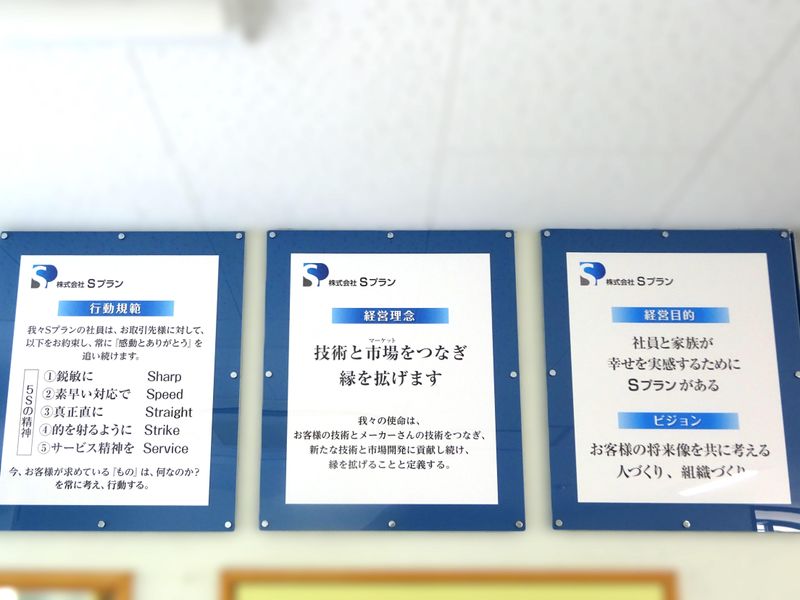 SP 株式会社 Sプラン
行動規範
我々Sプランの社員は、お取引先様に対して、
以下をお約束し、常に『感動とありがとう』を
追い続けます。
5Sの精神
①鋭敏に Sharp
②素早い対応で Speed
③真正直に Straight
④的を射るように Strike
⑤サービス精神を Service
今、お客様が求めている『もの』は、何なのか？
を常に考え、行動する。
SP 株式会社 Sプラン
経営理念
マーケット
技術と市場をつなぎ
縁を拡げます
我々の使命は、
お客様の技術とメーカーさんの技術をつなぎ、
新たな技術と市場開発に貢献し続け、
縁を拡げることと定義する。
SP 株式会社 Sプラン
経営目的
社員と家族が
幸せを実感するために
Sプランがある
ビジョン
お客様の将来像を共に考える
人づくり、組織づくり